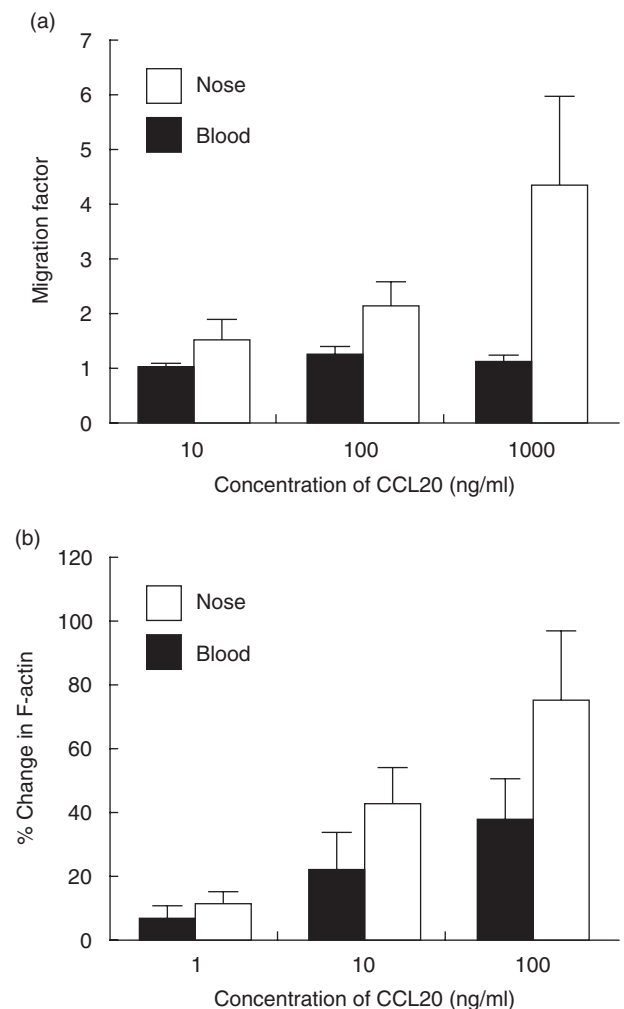 (a)
7
6
5
4
3
2
1
0
Migration factor
Nose
Blood
10 100 1000
Concentration of CCL20 (ng/ml)
(b)
120
100
80
60
40
20
0
% Change in F-actin
Nose
Blood
1 10 100
Concentration of CCL20 (ng/ml)